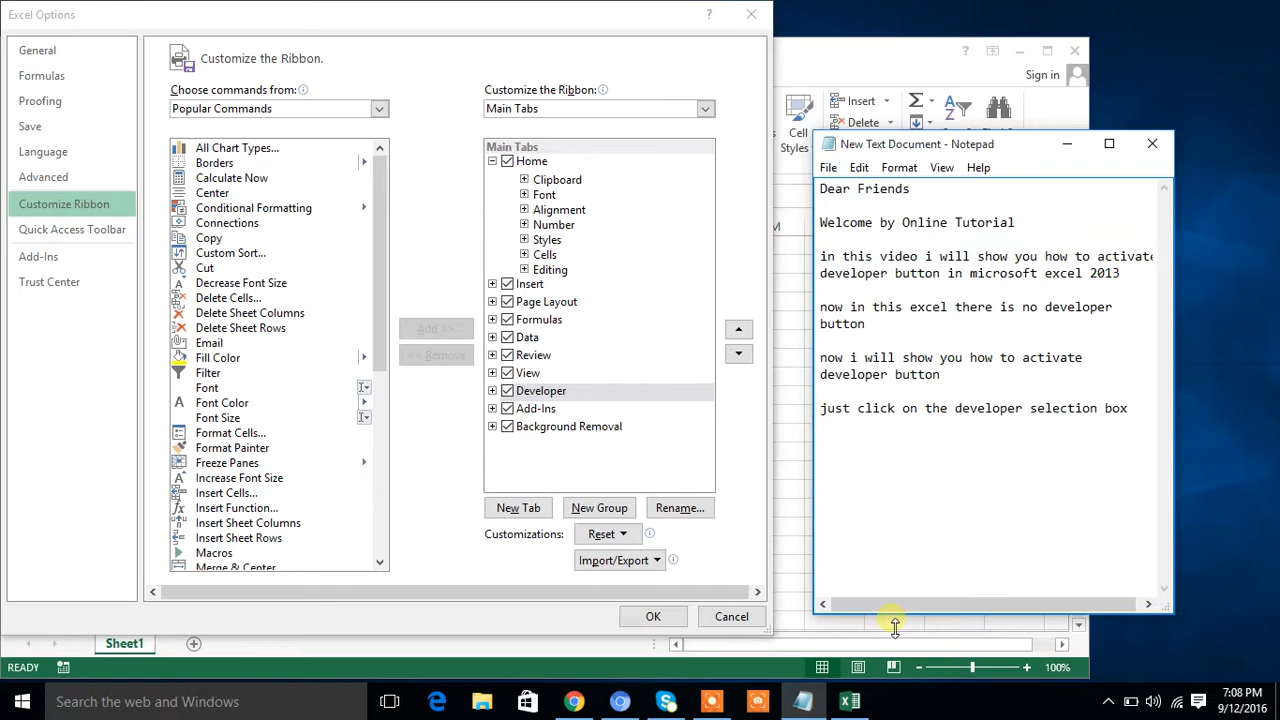 Excel Options
?
General
Formulas
Proofing
Save
Language
Advanced
Customize Ribbon
Quick Access Toolbar
Add-Ins
Trust Center
Customize the Ribbon.
Choose commands from:
Popular Commands
All Chart Types...
Borders
Calculate Now
Center
Conditional Formatting
Connections
Copy
Custom Sort...
Cut
Decrease Font Size
Delete Cells...
Delete Sheet Columns
Delete Sheet Rows
Email
Fill Color
Filter
Font
Font Color
Font Size
Format Cells...
Format Painter
Freeze Panes
Increase Font Size
Insert Cells...
Insert Function...
Insert Sheet Columns
Insert Sheet Rows
Macros
Merge & Center
Add >>
<< Remove
Customize the Ribbon:
Main Tabs
Main Tabs
Home
Clipboard
Font
Alignment
Number
Styles
Cells
Editing
Insert
Page Layout
Formulas
Data
Review
View
Developer
Add-Ins
Background Removal
New Tab
New Group
Rename...
Customizations:
Reset
Import/Export
OK
Cancel
?
Sign in
Cell
Styles
Insert
Delete
M
New Text Document - Notepad
File Edit Format View Help
Dear Friends
Welcome by Online Tutorial
in this video i will show you how to activate
developer button in microsoft excel 2013
now in this excel there is no developer
button
now i will show you how to activate
developer button
just click on the developer selection box
Sheet1
READY
100%
Search the web and Windows
7:08 PM
9/12/2016